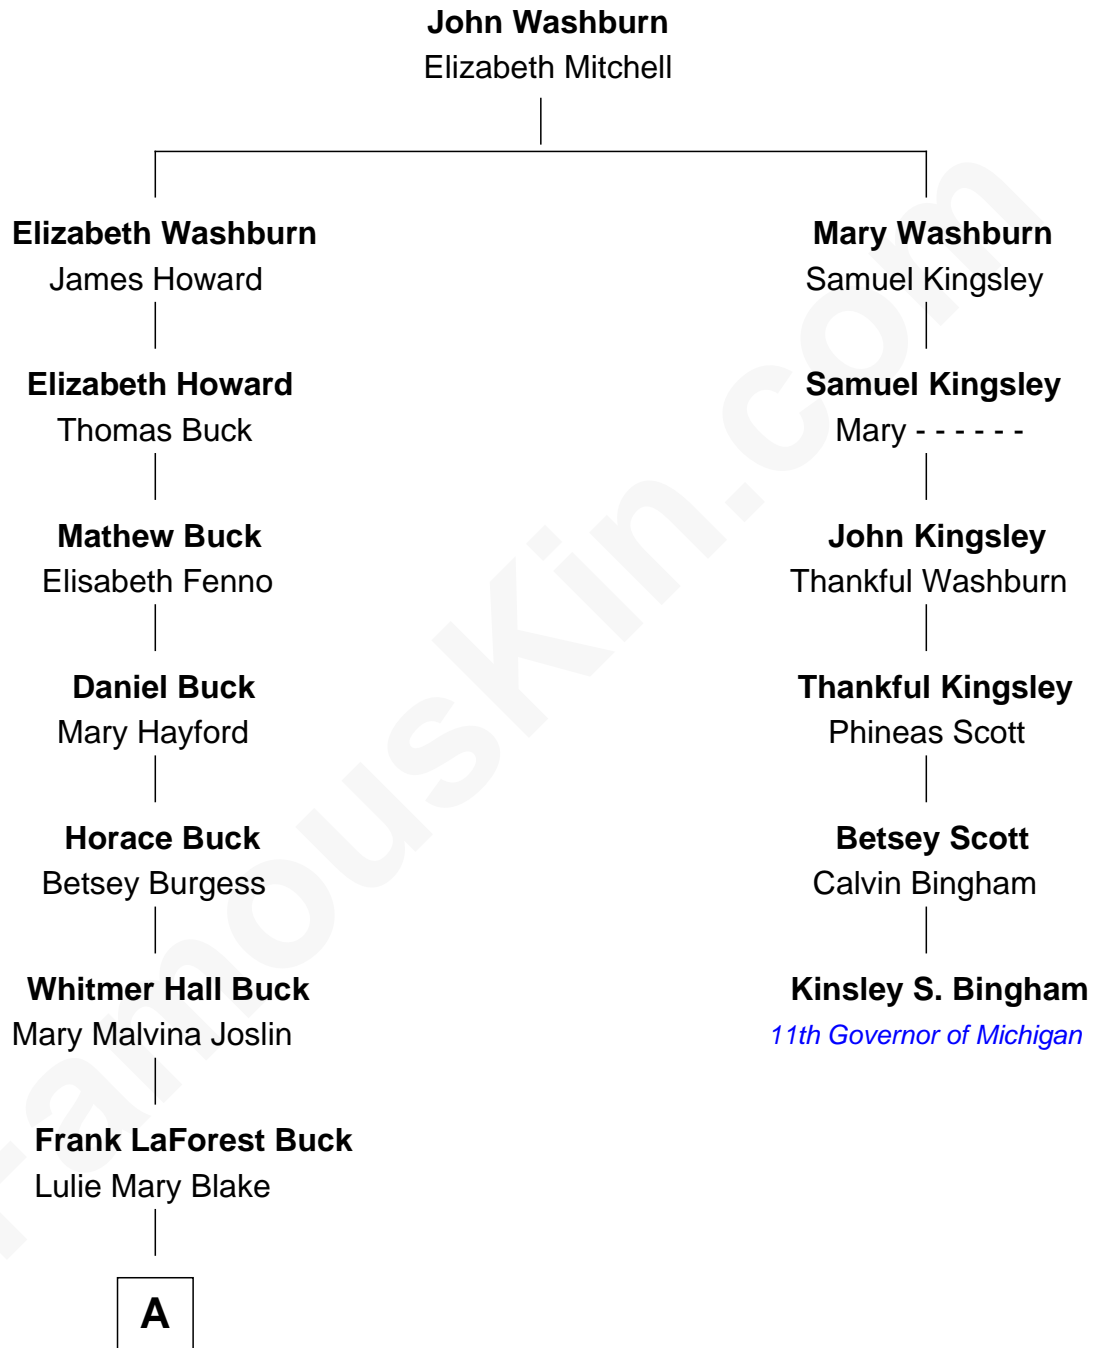 John Washburn
Elizabeth Mitchell
Elizabeth Washburn
James Howard
Mary Washburn
Samuel Kingsley
Elizabeth Howard
Thomas Buck
Samuel Kingsley
Mary - - - - - -
Mathew Buck
Elisabeth Fenno
John Kingsley
Thankful Washburn
Daniel Buck
Mary Hayford
Thankful Kingsley
Phineas Scott
Horace Buck
Betsey Burgess
Betsey Scott
Calvin Bingham
Whitmer Hall Buck
Mary Malvina Joslin
Kinsley S. Bingham
11th Governor of Michigan
Frank LaForest Buck
Lulie Mary Blake
A
FamousKin.com